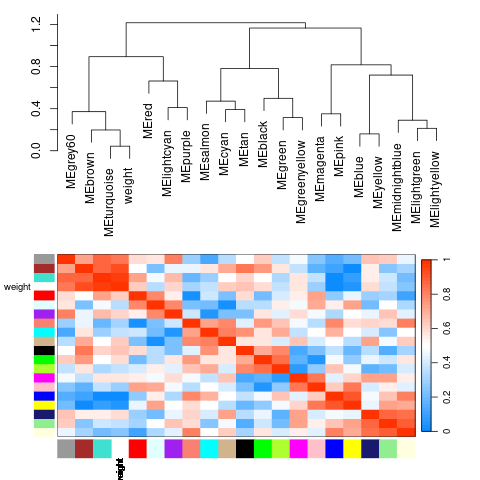 1.2
0.8
0.4
0.0
MEgrey60
MEbrown
MEturquoise
weight
MEred
MElightcyan
MEpurple
MEsalmon
MEcyan
MEtan
MEblack
MEgreen
MEgreenyellow
MEmagenta
MEpink
MEblue
MEyellow
MEmidnightblue
MElightgreen
MElightyellow
weight
1
0.8
0.6
0.4
0.2
0
weight